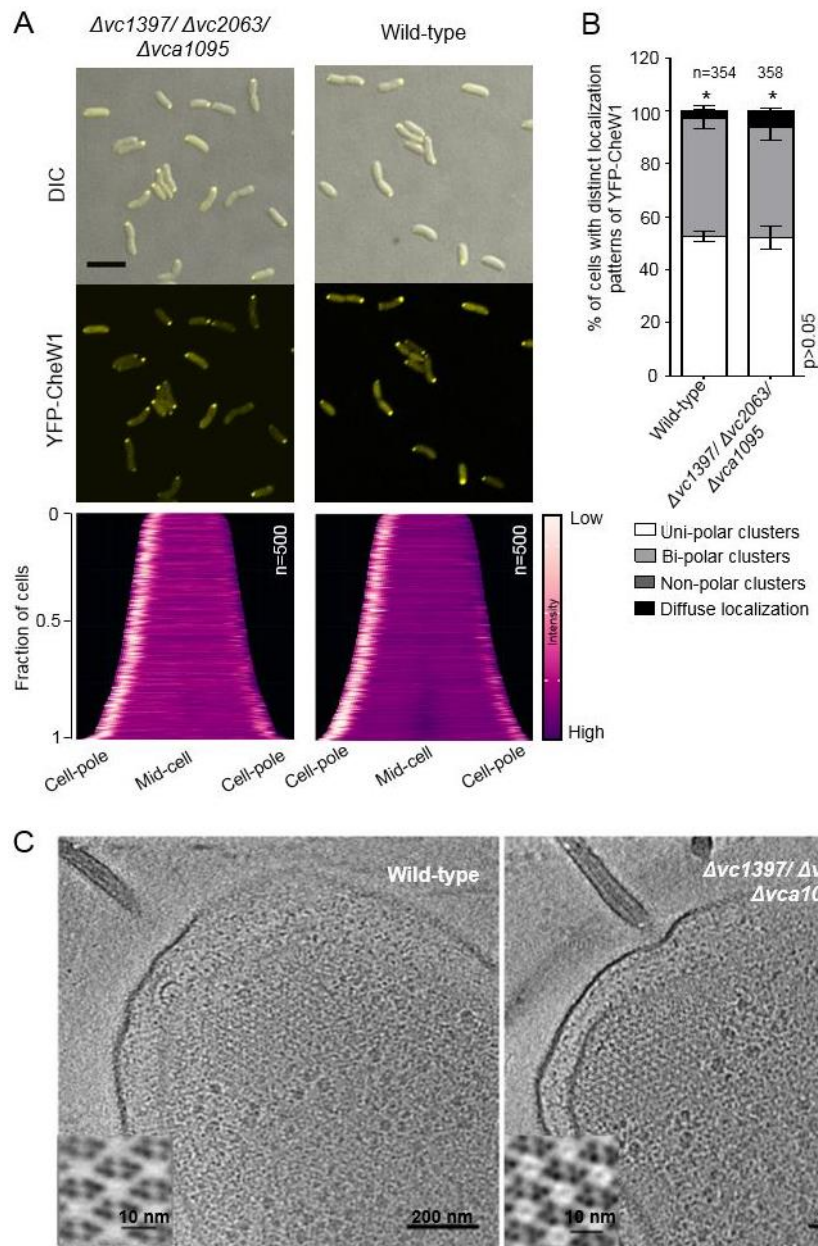 A
Δvc1397/ Δvc2063/
Δvca1095
Wild-type
DIC
YFP-CheW1
Fraction of cells
0
0.5
1
n=500
n=500
Low
Intensity
High
Cell-pole
Mid-cell
Cell-pole
Cell-pole
Mid-cell
Cell-pole
B
% of cells with distinct localization
patterns of YFP-CheW1
120
100
80
60
40
20
0
n=354 358
* *
p>0.05
Wild-type
Δvc1397/ Δvc2063/
Δvca1095
Uni-polar clusters
Bi-polar clusters
Non-polar clusters
Diffuse localization
C
Wild-type
10 nm
200 nm
Δvc1397/ Δv
Δvca10
10 nm